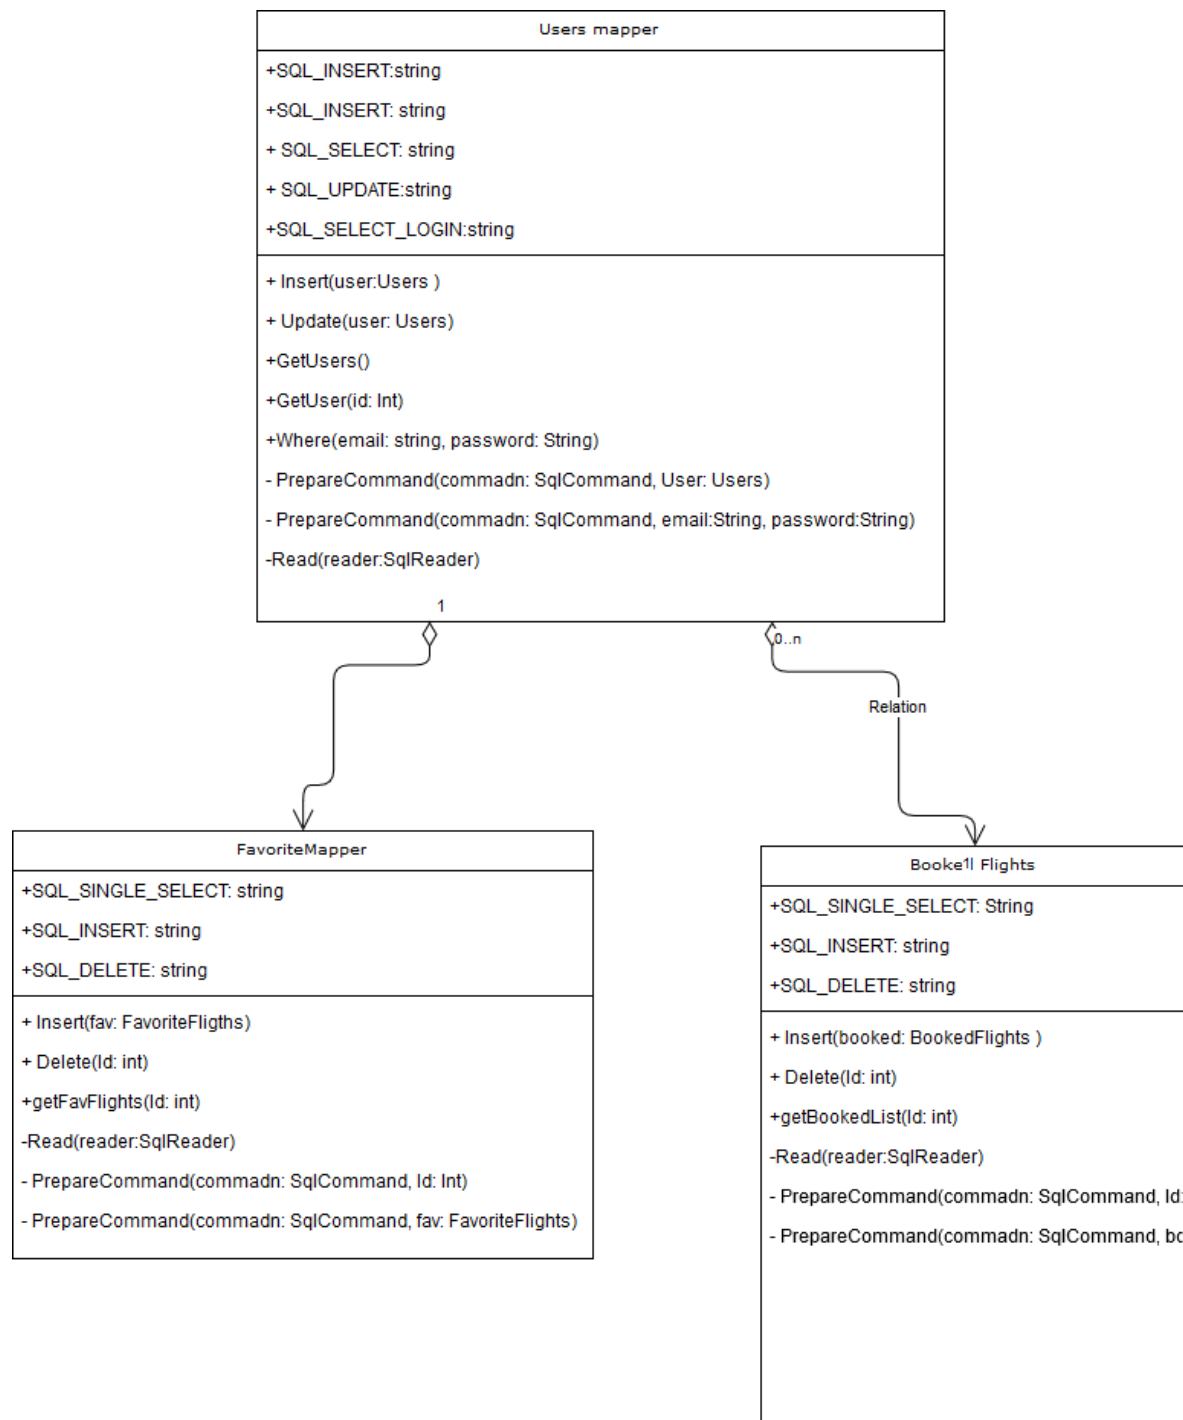 Users mapper
+SQL_INSERT:string
+SQL_INSERT: string
+ SQL_SELECT: string
+ SQL_UPDATE:string
+SQL_SELECT_LOGIN:string
+ Insert(user:Users )
+ Update(user: Users)
+GetUsers()
+GetUser(id: Int)
+Where(email: string, password: String)
- PrepareCommand(commadn: SqlCommand, User: Users)
- PrepareCommand(commadn: SqlCommand, email:String, password:String)
-Read(reader:SqlReader)
1
0..n
Relation
FavoriteMapper
+SQL_SINGLE_SELECT: string
+SQL_INSERT: string
+SQL_DELETE: string
+ Insert(fav: FavoriteFligths)
+ Delete(Id: int)
+getFavFlights(Id: int)
-Read(reader:SqlReader)
- PrepareCommand(commadn: SqlCommand, Id: Int)
- PrepareCommand(commadn: SqlCommand, fav: FavoriteFlights)
1
Flights
+SQL_SINGLE_SELECT: String
+SQL_INSERT: string
+SQL_DELETE: string
+ Insert(booked: BookedFlights )
+ Delete(Id: int)
+getBookedList(Id: int)
-Read(reader:SqlReader)
- PrepareCommand(commadn: SqlCommand, Id:
- PrepareCommand(commadn: SqlCommand,